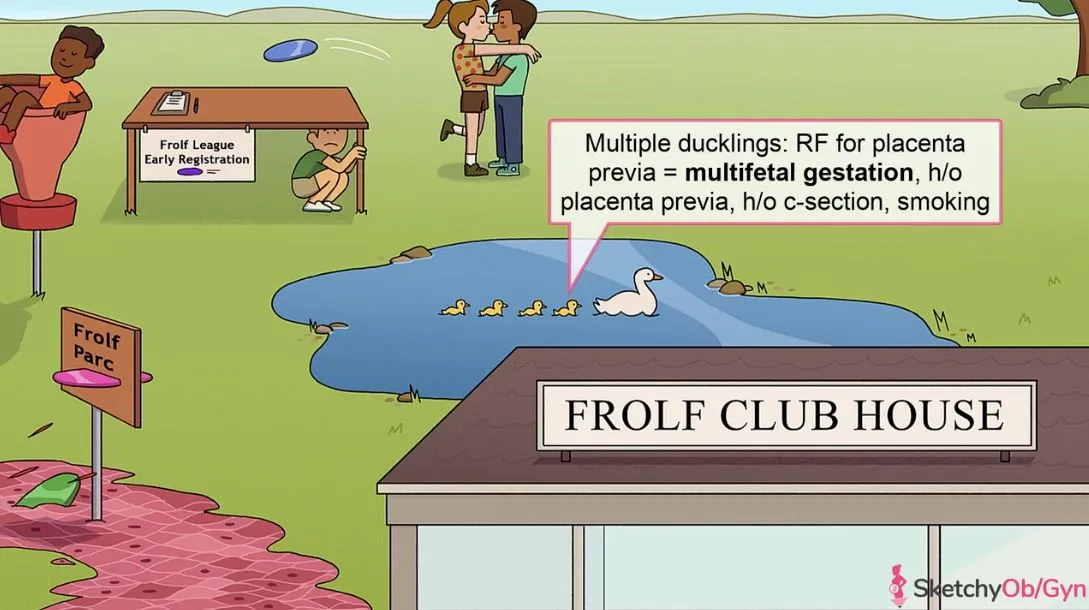 Frolf League
Early Registration
Multiple ducklings: RF for placenta
previa = multifetal gestation, h/o
placenta previa, h/o c-section, smoking
Frolf
Parc
FROLF CLUB HOUSE
SketchyOb/Gyn